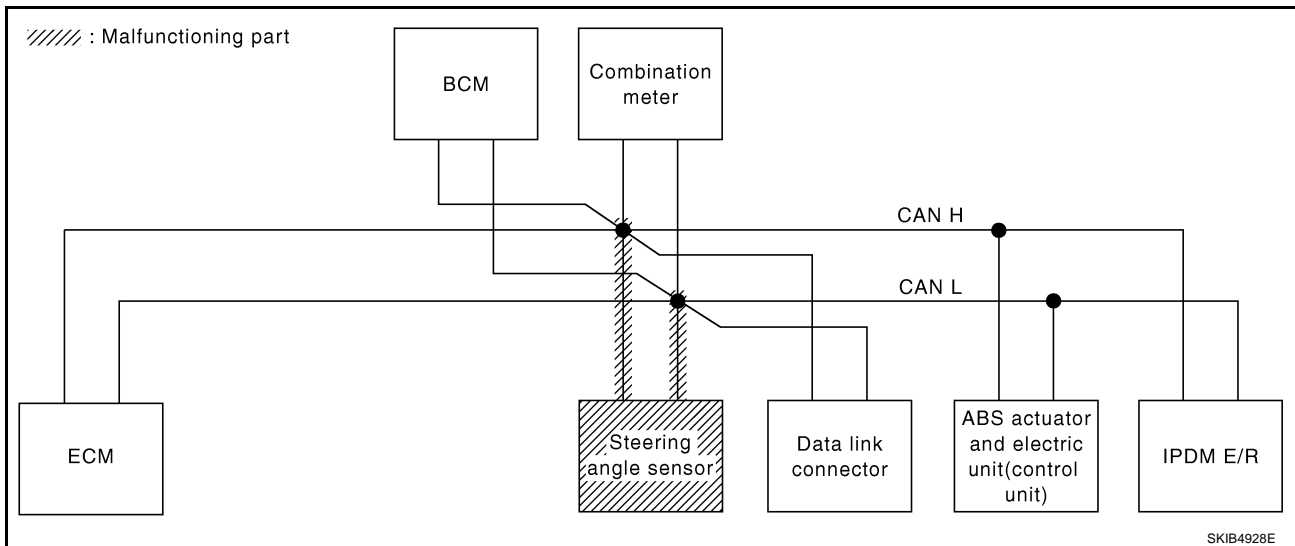 : Malfunctioning part
BCM
Combination
meter
CAN H
CAN L
ECM
Steering
angle sensor
Data link
connector
ABS actuator
and electric
unit(control
unit)
IPDM E/R
SKIB4928E